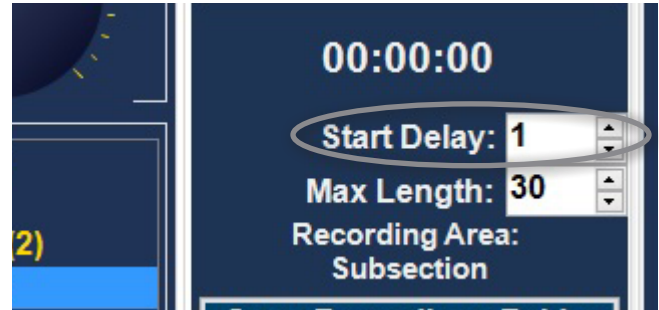 00:00:00
Start Delay: 1
Max Length: 30
Recording Area:
Subsection
(2)